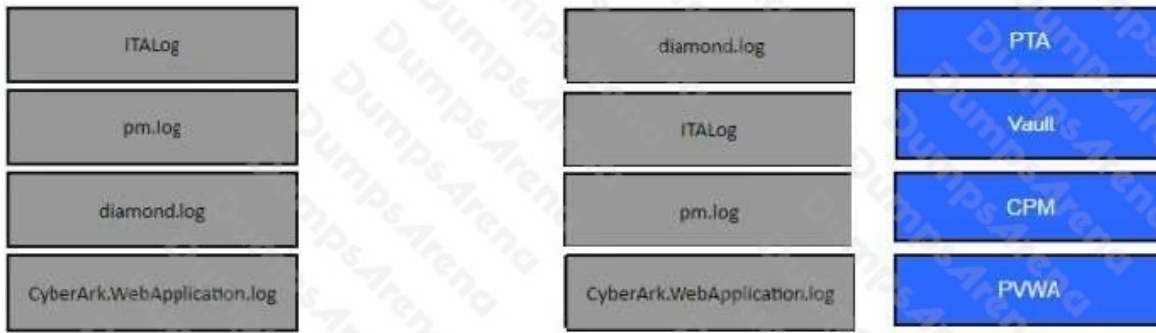 ITALog
diamond.log
PTA
pm.log
ITALog
Vault
diamond.log
pm.log
CPM
CyberArk.WebApplication.log
CyberArk.WebApplication.log
PVWA
DumpsArena